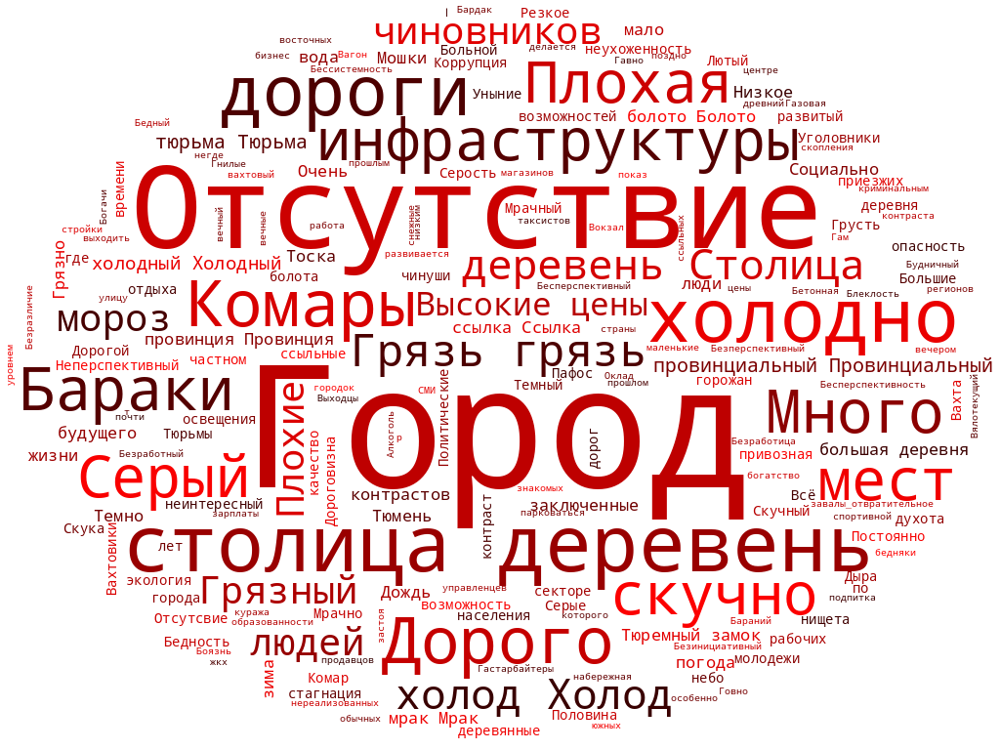 Бардак
Резкое
чиновников
мало
восточных
делается
неухоженность
бизнес
вода
Вагон
Мошки
Больной
Гавно
поздно
Коррупция
Лютый
центре
Бессистемность
дороги
Уныние
Плохая
Низкое
древний
Газовая
возможностей
болото Болото
развитый
Бедный
тюрьма Тюрьма
инфраструктуры
Уголовники
скопления
негде
Гнилые
прошлым
Социально
времени
вахтовый
Очень
Серость
магазинов
показ
приезжих
криминальным
Богачи
Отсутствие
деревня
контраста
вечный
вечные
работа
снежные
низким
Мрачный
таксистов
Вокзал
ссыльных
Грусть
Гам
стройки
выходить
Грязно
где
холодный Холодный
Тоска
развивается
опасность
Будничный
болота
чинуши
деревень
Столица
люди
цены
Большие
регионов
отдыха
улицу
Комары
Бесперспективный
Бетонная
Блеклость
Высокие цены
холодно
Безразличие
мороз
ссылка Ссылка
страны
провинция Провинция
Грязь грязь
маленькие
Безперспективный
вечером
Дорогой
частном
ссыльные
провинциальный Провинциальный
Неперспективный
уровнем
Бараки
Город
городок
Выходцы
СМИ
Политические
Темный
Пафос
Оклад
прошлом
горожан
Бесперспективность
Вахта
Вялотекущий
Плохие
Много
почти
освещения
будущего
Тюрьмы
Алкоголь
р
дорог
Безработица
жизни
Безработный
качество
Дороговизна
привозная
большая деревня
Серый
богатство
мест
контрастов
знакомых
Всё
неинтересный
заключенные
завалы_отвратительное
Темно
зарплаты
Тюмень
контраст
парковаться
Скучный
спортивной
духота
Скука
Вахтовики
столица
деревень
Постоянно
бедняки
лет
экология
города
Грязный
Дождь
управленцев
секторе
скучно
Дыра
по
подпитка
возможность
Серые
которого
Отсутсвие
куража
образованности
Мрачно
застоя
населения
Бараний
нищета
Бедность
Боязнь
жкх
людей
Дорого
Тюремный замок
рабочих
Безинициативный
продавцов
Гастарбайтеры
набережная
погода
молодежи
зима
Комар
стагнация
нереализованных
холод Холод
небо
особенно
Говно
обычных
мрак Мрак
Половина
деревянные
южных